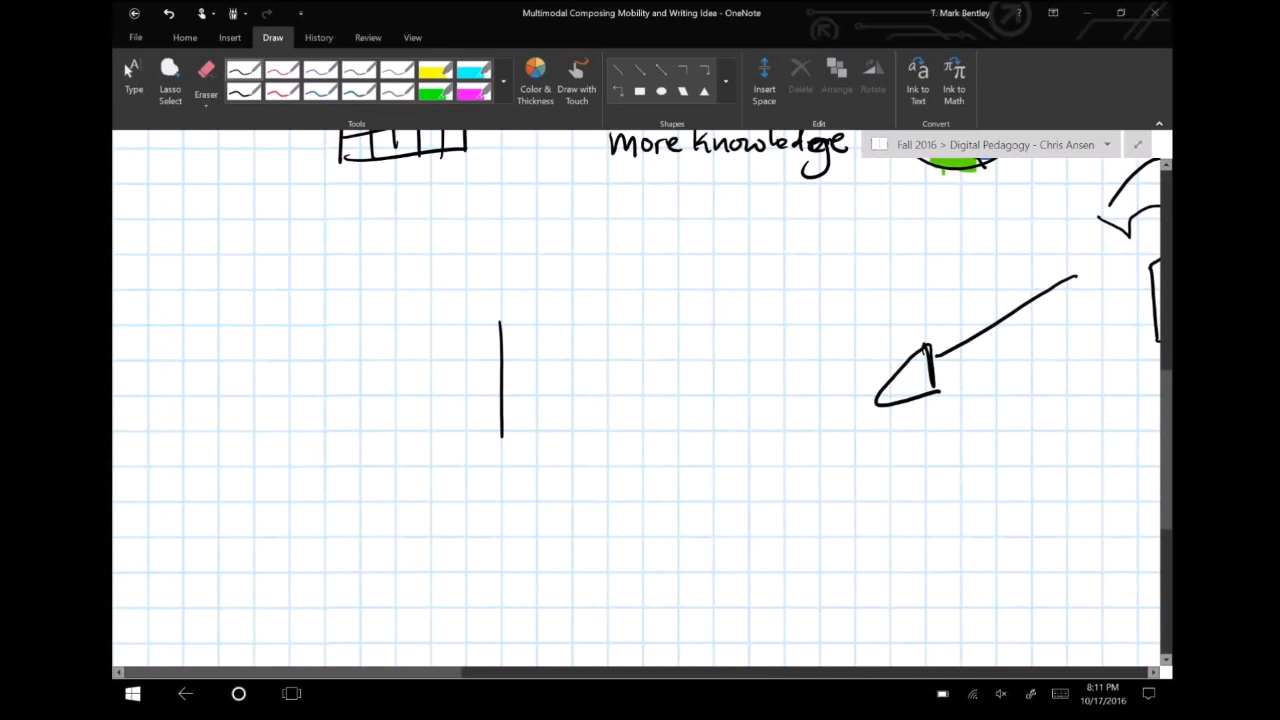 Multimodal Composing Mobility and Writing Idea - OneNote
T. Mark Bentley
?
File
Home
Insert
Draw
History
Review
View
Type
Lasso
Select
Eraser
Color &
Thickness
Draw with
Touch
Insert
Space
Delete
Arrange
Rotate
Ink to
Text
Ink to
Math
Tools
Shapes
Edit
Convert
More Knowledge
Fall 2016 > Digital Pedagogy - Chris Ansen
8:11 PM
10/17/2016